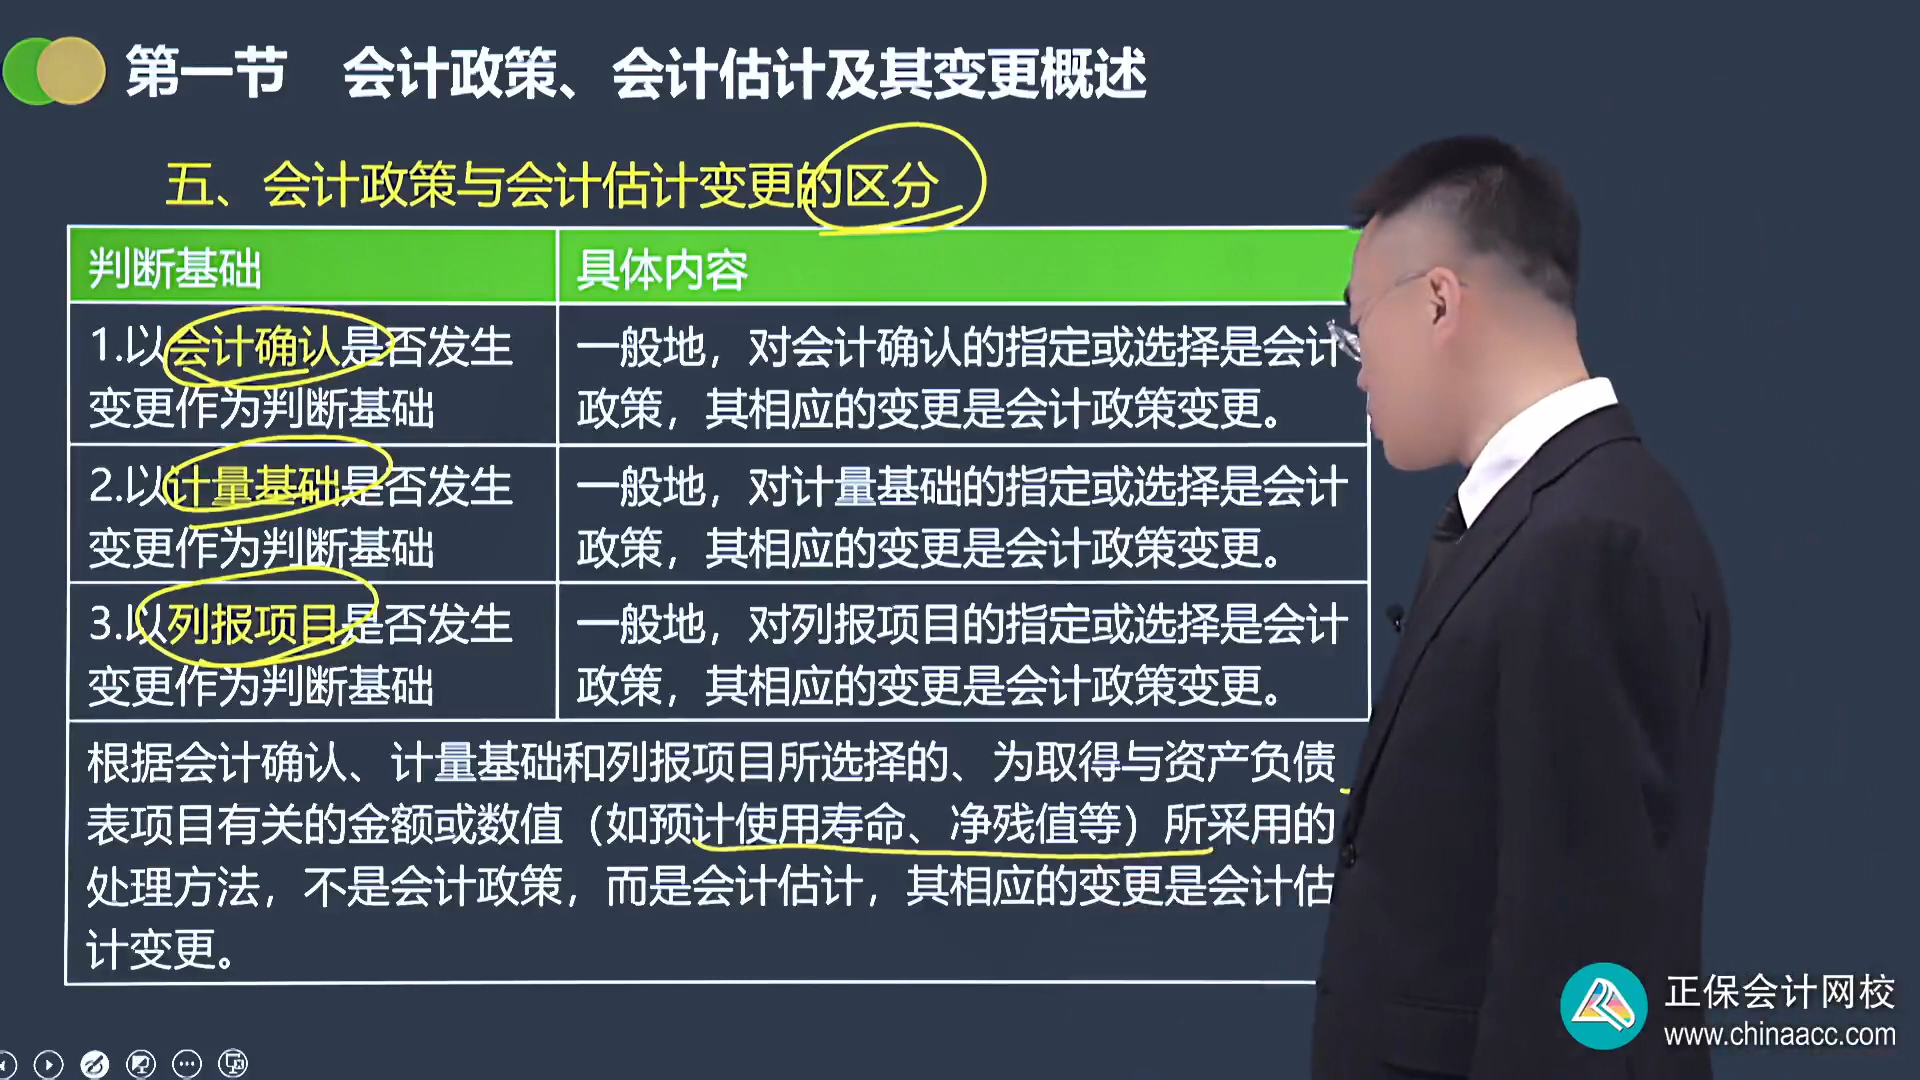 第一节 会计政策、会计估计及其变更概述
五、会计政策与会计估计变更的区分
判断基础
具体内容
1.以会计确认是否发生
变更作为判断基础
一般地，对会计确认的指定或选择是会计
政策，其相应的变更是会计政策变更。
2.以计量基础是否发生
变更作为判断基础
一般地，对计量基础的指定或选择是会计
政策，其相应的变更是会计政策变更。
3.以列报项目是否发生
变更作为判断基础
一般地，对列报项目的指定或选择是会计
政策，其相应的变更是会计政策变更。
根据会计确认、计量基础和列报项目所选择的、为取得与资产负债
表项目有关的金额或数值（如预计使用寿命、净残值等）所采用的
处理方法，不是会计政策，而是会计估计，其相应的变更是会计估
计变更。
正保会计网校
www.chinaacc.com